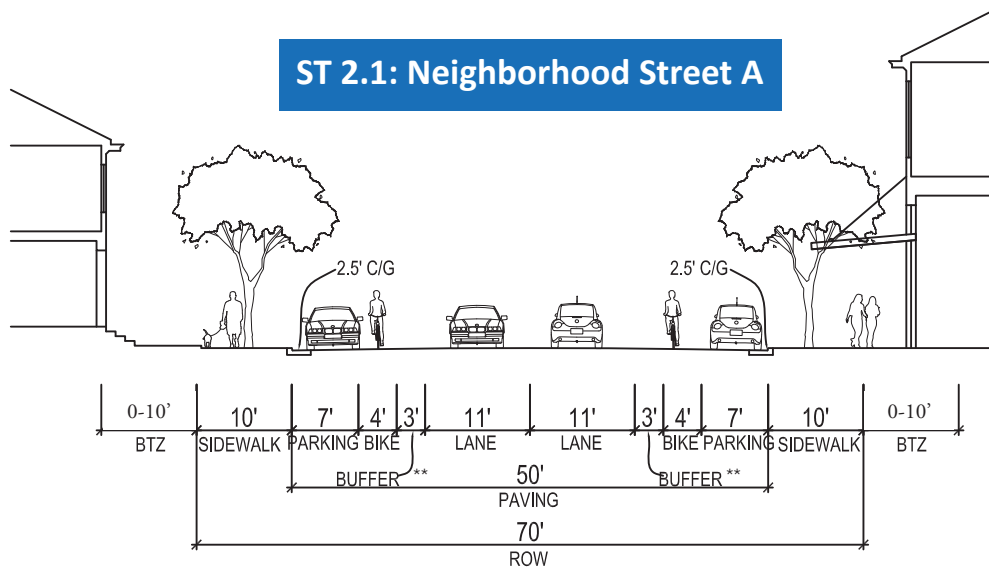 ST 2.1: Neighborhood Street A
2.5' C/G
2.5' C/G
0-10’ 10' 7' 4' 3' 11' 11' 3' 4' 7' 10' 0-10’
BTZ SIDEWALK PARKING BIKE LANE LANE BIKE PARKING SIDEWALK BTZ
BUFFER ** 50' BUFFER **
PAVING
70'
ROW